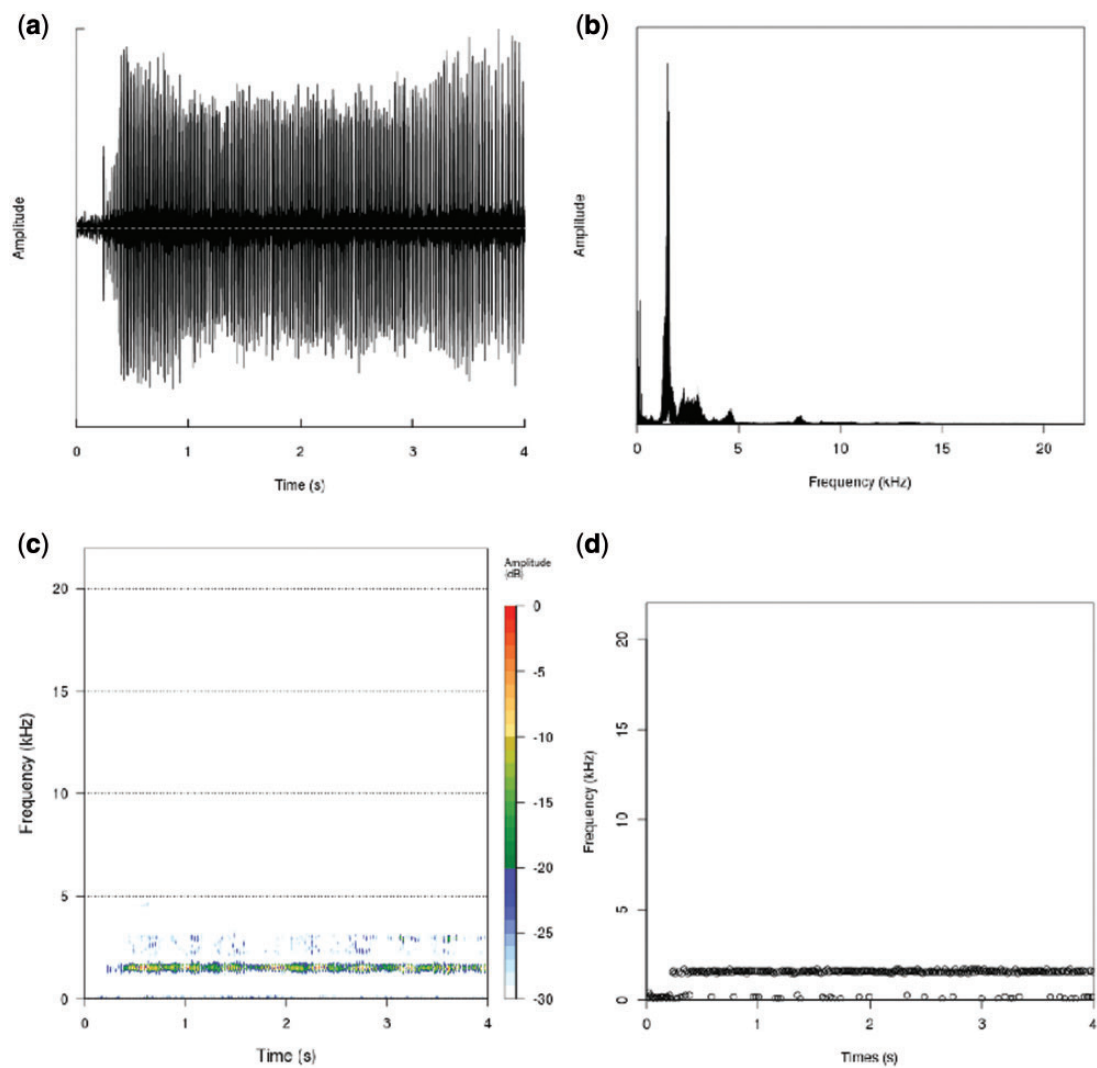 (a)
Amplitude
0 1 2 3 4
Time (s)
(b)
Amplitude
0 5 10 15 20
Frequency (kHz)
(c)
Frequency (kHz)
20
15
10
5
0
0 1 2 3 4
Time (s)
Amplitude
(dB)
0
-5
-10
-15
-20
-25
-30
(d)
Frequency (kHz)
20
15
10
5
0
0 1 2 3 4
Times (s)